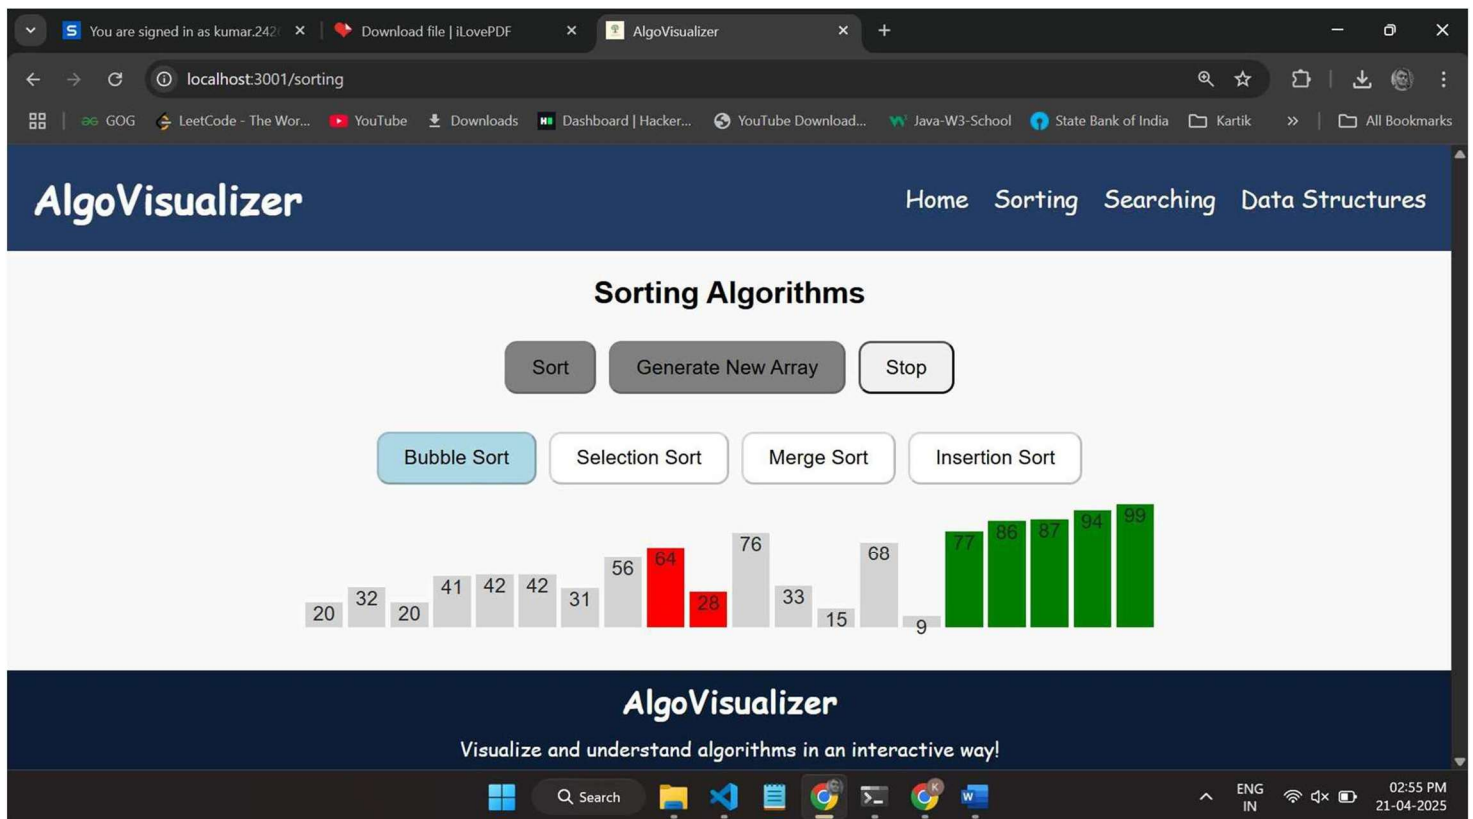 You are signed in as kumar.242
Download file | iLovePDF
AlgoVisualizer
localhost:3001/sorting
GOG LeetCode - The Wor... YouTube Downloads Dashboard | Hacker... YouTube Download... Java-W3-School State Bank of India Kartik » All Bookmarks
AlgoVisualizer
Home Sorting Searching Data Structures
Sorting Algorithms
Sort Generate New Array Stop
Bubble Sort Selection Sort Merge Sort Insertion Sort
20 32 20 41 42 42 31 56 64 28 76 33 15 68 9 77 86 87 94 99
AlgoVisualizer
Visualize and understand algorithms in an interactive way!
Search
ENG
IN
02:55 PM
21-04-2025